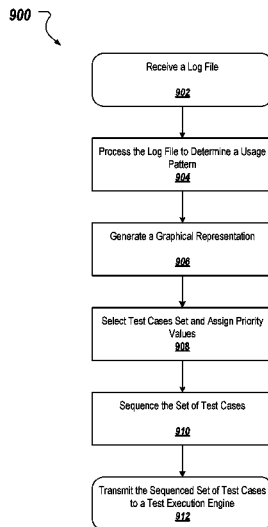 900
Receive a Log File
902
Process the Log File to Determine a Usage
Pattern
904
Generate a Graphical Representation
906
Select Test Cases Set and Assign Priority
Values
908
Sequence the Set of Test Cases
910
Transmit the Sequenced Set of Test Cases
to a Test Execution Engine
912